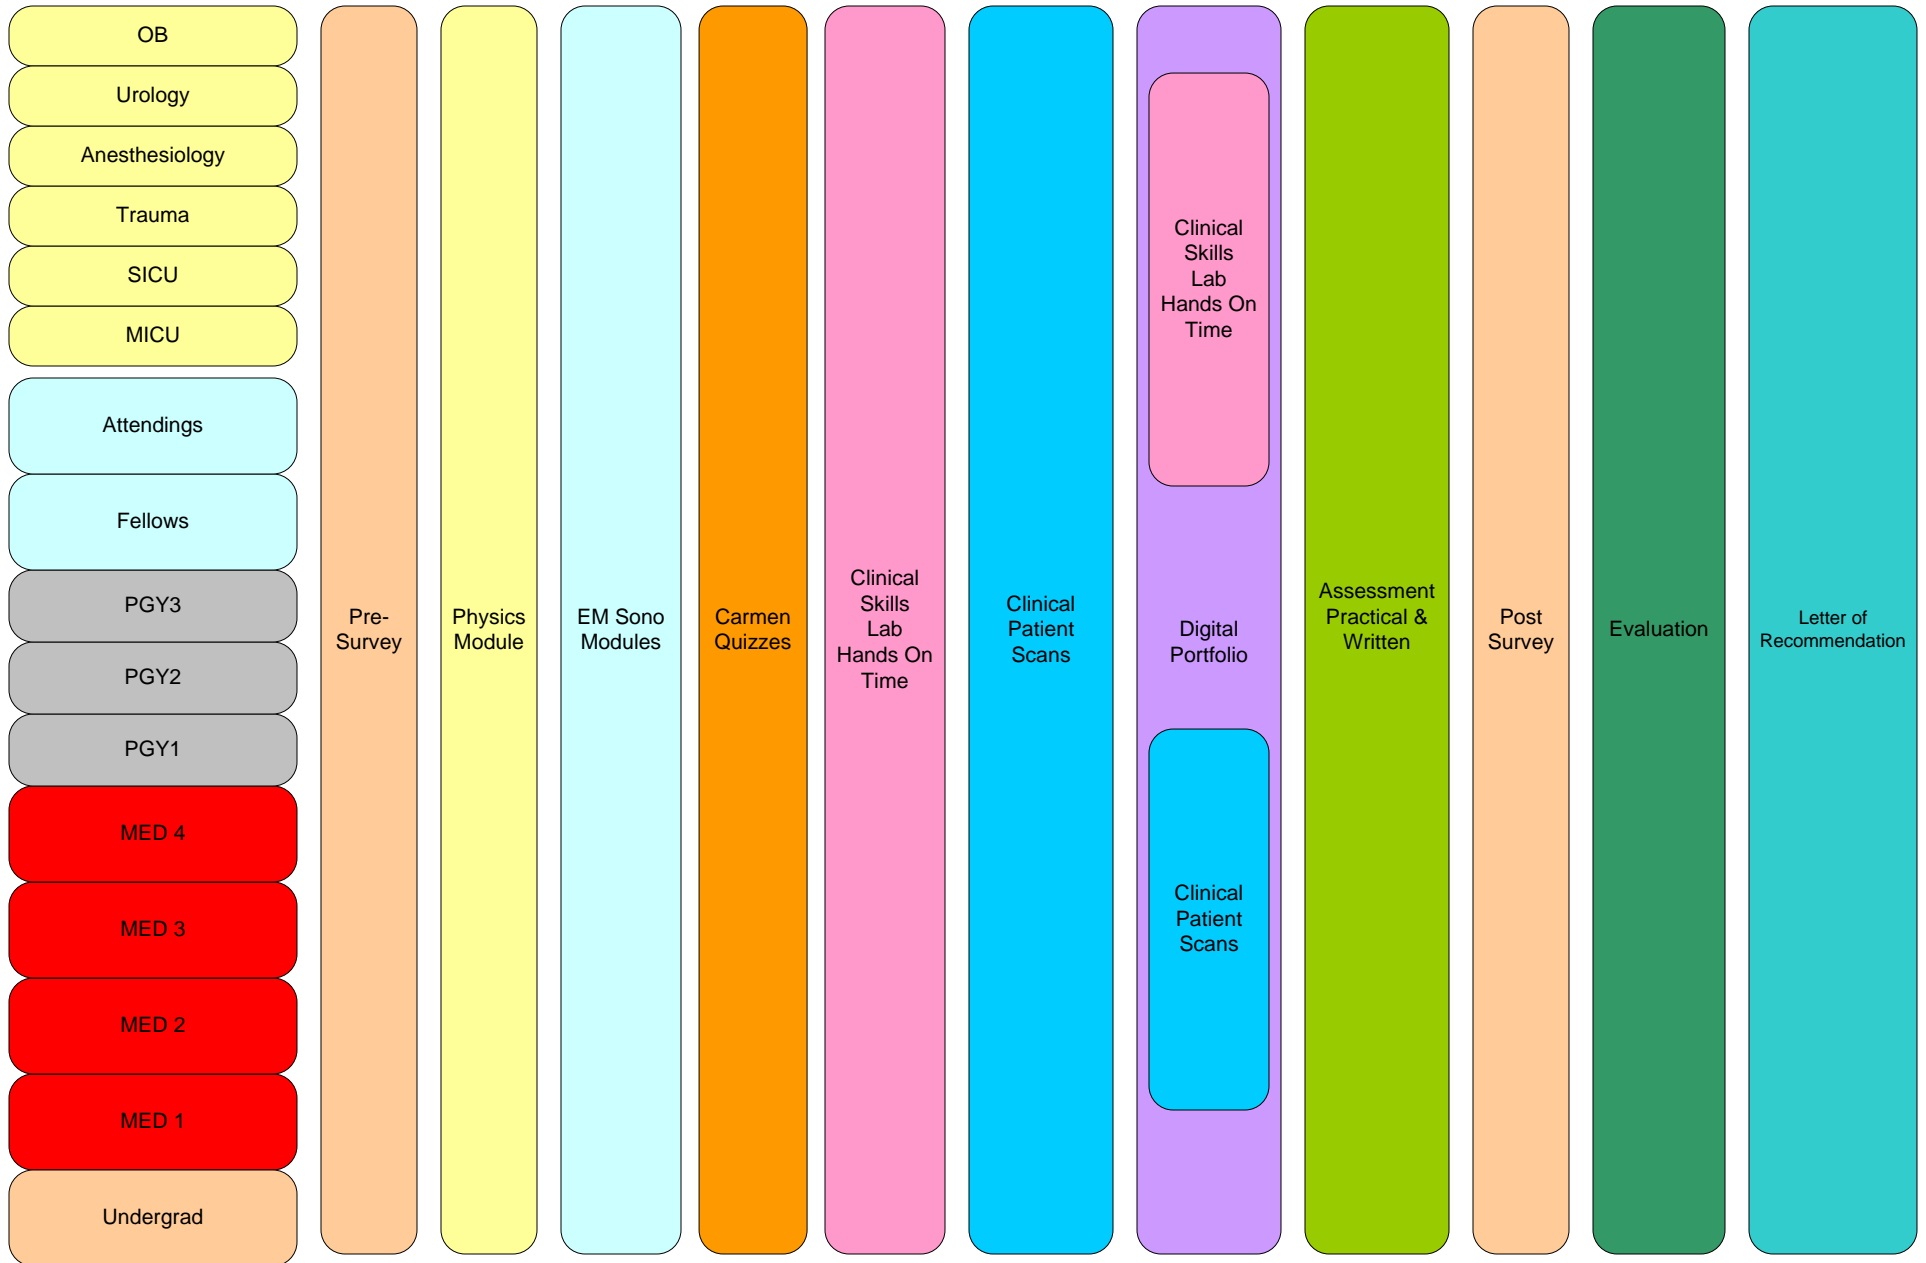 OB
Urology
Anesthesiology
Trauma
SICU
MICU
Attendings
Fellows
PGY3
PGY2
PGY1
MED 4
MED 3
MED 2
MED 1
Undergrad
Pre-
Survey
Physics
Module
EM Sono
Modules
Carmen
Quizzes
Clinical
Skills
Lab
Hands On
Time
Clinical
Patient
Scans
Clinical
Skills
Lab
Hands On
Time
Digital
Portfolio
Clinical
Patient
Scans
Assessment
Practical &
Written
Post
Survey
Evaluation
Letter of
Recommendation